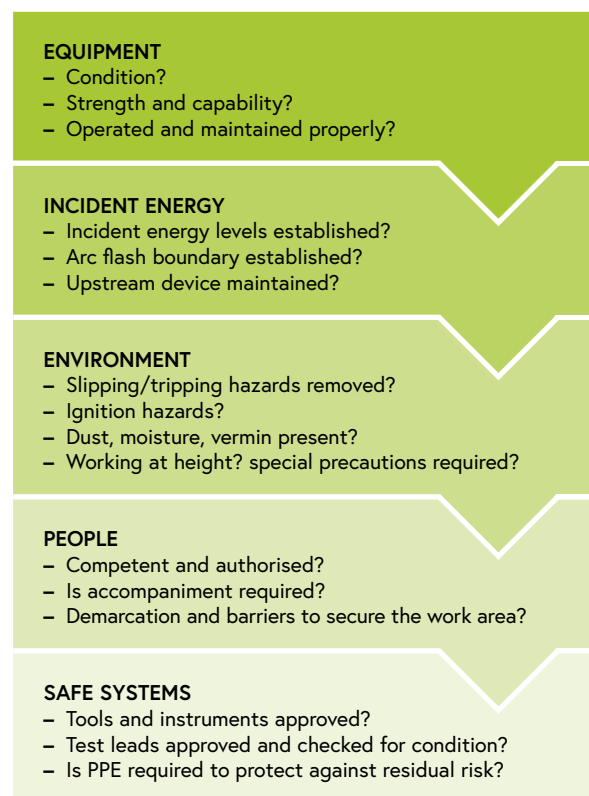 EQUIPMENT
– Condition?
– Strength and capability?
– Operated and maintained properly?
INCIDENT ENERGY
– Incident energy levels established?
– Arc flash boundary established?
– Upstream device maintained?
ENVIRONMENT
– Slipping/tripping hazards removed?
– Ignition hazards?
– Dust, moisture, vermin present?
– Working at height? special precautions required?
PEOPLE
– Competent and authorised?
– Is accompaniment required?
– Demarcation and barriers to secure the work area?
SAFE SYSTEMS
– Tools and instruments approved?
– Test leads approved and checked for condition?
– Is PPE required to protect against residual risk?